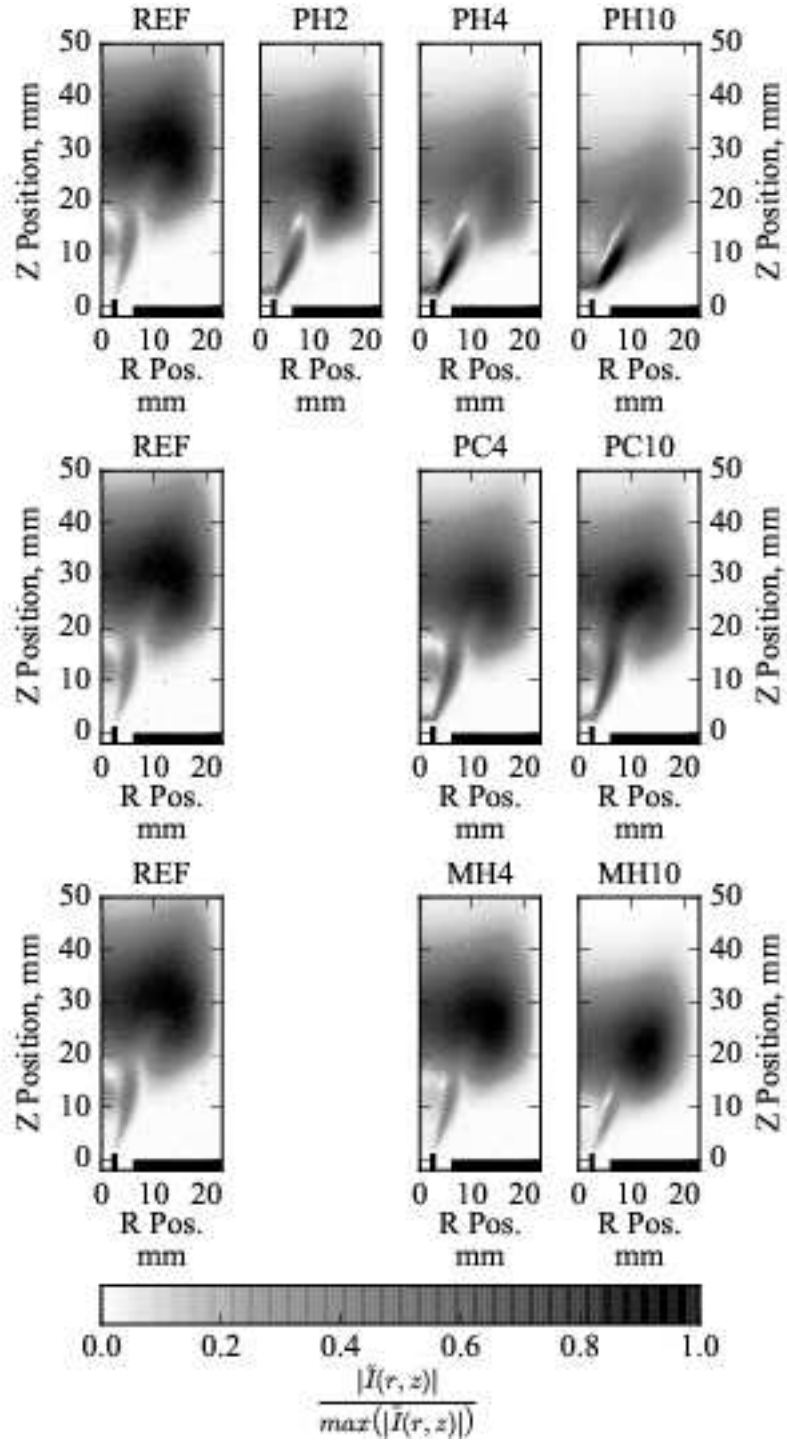 REF PH2 PH4 PH10
50 50
40 40
30 30
20 20
10 10
0 0
Z Position, mm
Z Position, mm
0 10 20 0 10 20 0 10 20 0 10 20
R Pos. R Pos. R Pos. R Pos.
mm mm mm mm
REF PC4 PC10
50 50
40 40
30 30
20 20
10 10
0 0
Z Position, mm
Z Position, mm
0 10 20 0 10 20 0 10 20
R Pos. R Pos. R Pos.
mm mm mm
REF MH4 MH10
50 50
40 40
30 30
20 20
10 10
0 0
Z Position, mm
Z Position, mm
0 10 20 0 10 20 0 10 20
R Pos. R Pos. R Pos.
mm mm mm
0.0 0.2 0.4 0.6 0.8 1.0
|Ĩ(r, z)|
max(|Ĩ(r, z)|)